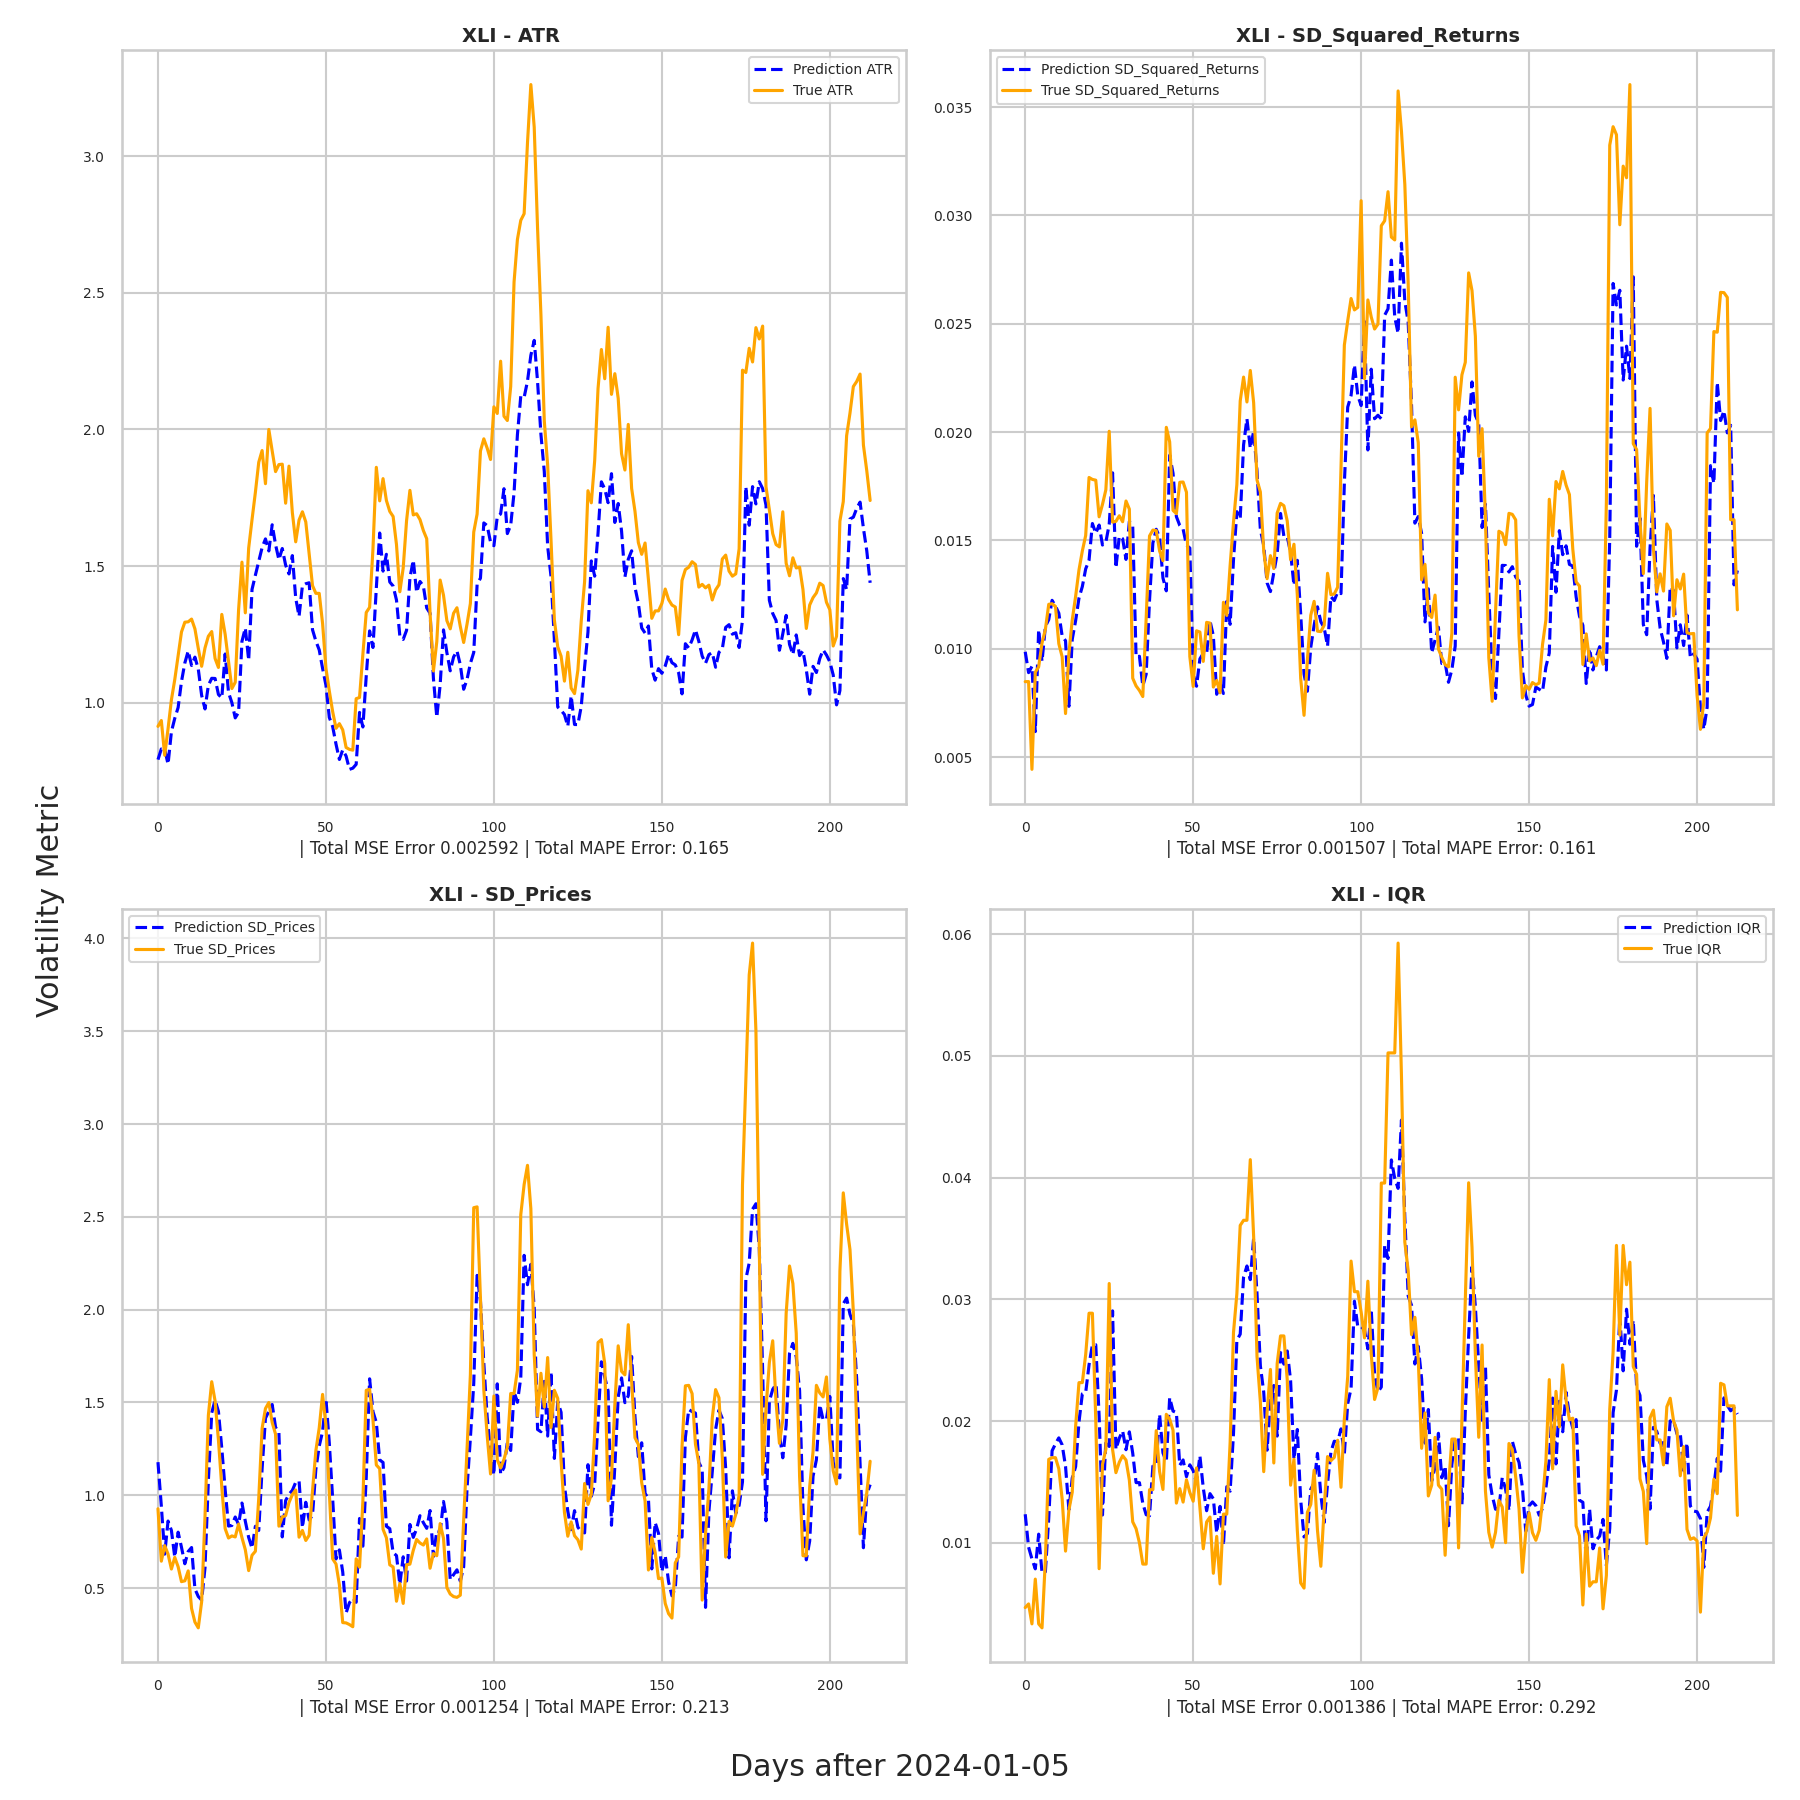 XLI - ATR
Prediction ATR
True ATR
3.0
2.5
2.0
1.5
1.0
0
50
100
150
200
| Total MSE Error 0.002592 | Total MAPE Error: 0.165
XLI - SD_Squared_Returns
Prediction SD_Squared_Returns
True SD_Squared_Returns
0.035
0.030
0.025
0.020
0.015
0.010
0.005
0
50
100
150
200
| Total MSE Error 0.001507 | Total MAPE Error: 0.161
Volatility Metric
XLI - SD_Prices
Prediction SD_Prices
True SD_Prices
4.0
3.5
3.0
2.5
2.0
1.5
1.0
0.5
0
50
100
150
200
| Total MSE Error 0.001254 | Total MAPE Error: 0.213
XLI - IQR
Prediction IQR
True IQR
0.06
0.05
0.04
0.03
0.02
0.01
0
50
100
150
200
| Total MSE Error 0.001386 | Total MAPE Error: 0.292
Days after 2024-01-05